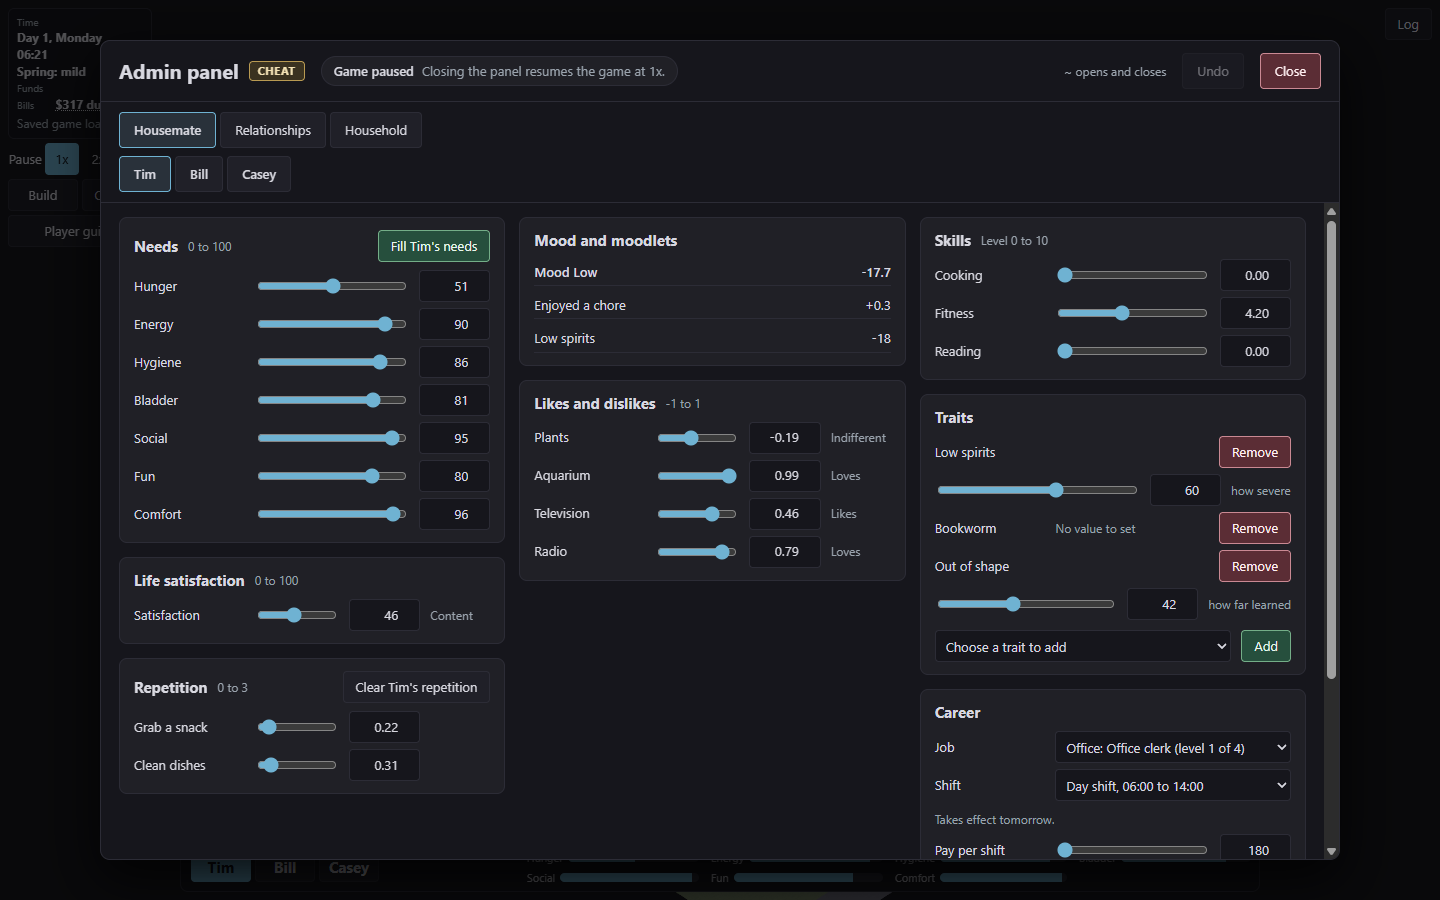 Time
Day 1, Monday
06:21
Spring: mild
Funds
Bills $317 du
Saved game loa
Pause 1x 2
Build C
Player gui
Log
Admin panel CHEAT Game paused Closing the panel resumes the game at 1x. ~ opens and closes Undo Close
Housemate Relationships Household
Tim Bill Casey
Needs 0 to 100 Fill Tim's needs
Hunger 51
Energy 90
Hygiene 86
Bladder 81
Social 95
Fun 80
Comfort 96
Life satisfaction 0 to 100
Satisfaction 46 Content
Repetition 0 to 3 Clear Tim's repetition
Grab a snack 0.22
Clean dishes 0.31
Mood and moodlets
Mood Low -17.7
Enjoyed a chore +0.3
Low spirits -18
Likes and dislikes -1 to 1
Plants -0.19 Indifferent
Aquarium 0.99 Loves
Television 0.46 Likes
Radio 0.79 Loves
Skills Level 0 to 10
Cooking 0.00
Fitness 4.20
Reading 0.00
Traits
Low spirits Remove
60 how severe
Bookworm No value to set Remove
Out of shape Remove
42 how far learned
Choose a trait to add Add
Career
Job Office: Office clerk (level 1 of 4)
Shift Day shift, 06:00 to 14:00
Takes effect tomorrow.
Pay per shift 180
Tim Bill Casey
Social Fun Comfort